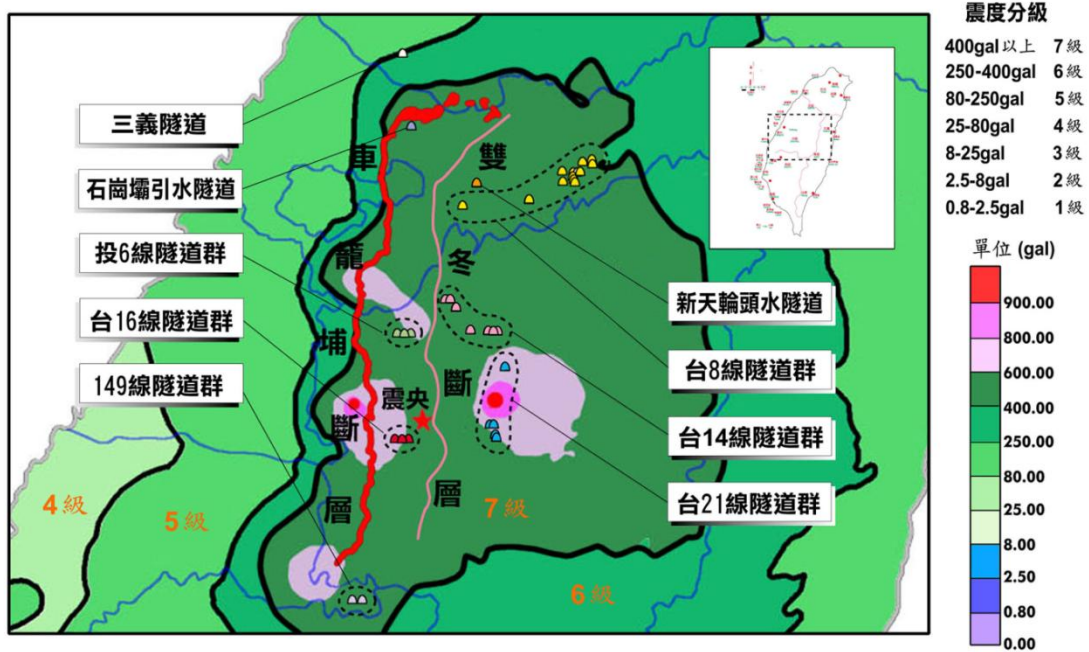 三義隧道
石崗壩引水隧道
投6線隧道群
台16線隧道群
149線隧道群
車籠埔斷層
雙冬斷層
震央
4級
5級
7級
6級
新天輪頭水隧道
台8線隧道群
台14線隧道群
台21線隧道群
震度分級
400gal以上 7級
250-400gal 6級
80-250gal 5級
25-80gal 4級
8-25gal 3級
2.5-8gal 2級
0.8-2.5gal 1級
單位 (gal)
900.00
800.00
600.00
400.00
250.00
80.00
25.00
8.00
2.50
0.80
0.00